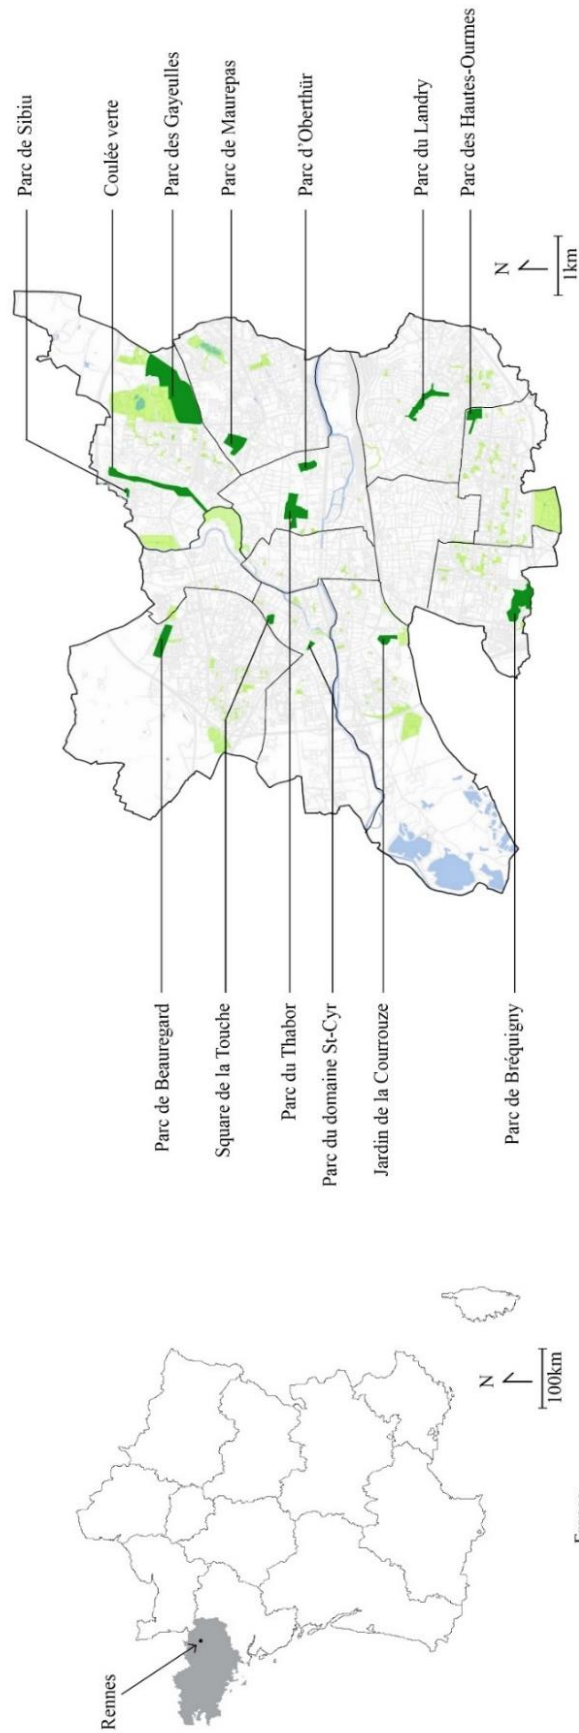 Rennes
N
100km
Parc de Beauregard
Square de la Touche
Parc du Thabor
Parc du domaine St-Cyr
Jardin de la Courrouze
Parc de Bréquigny
Parc de Sibiu
Coulée verte
Parc des Gayeulles
Parc de Maurepas
Parc d’Oberthür
Parc du Landry
Parc des Hautes-Ourmes
N
1km